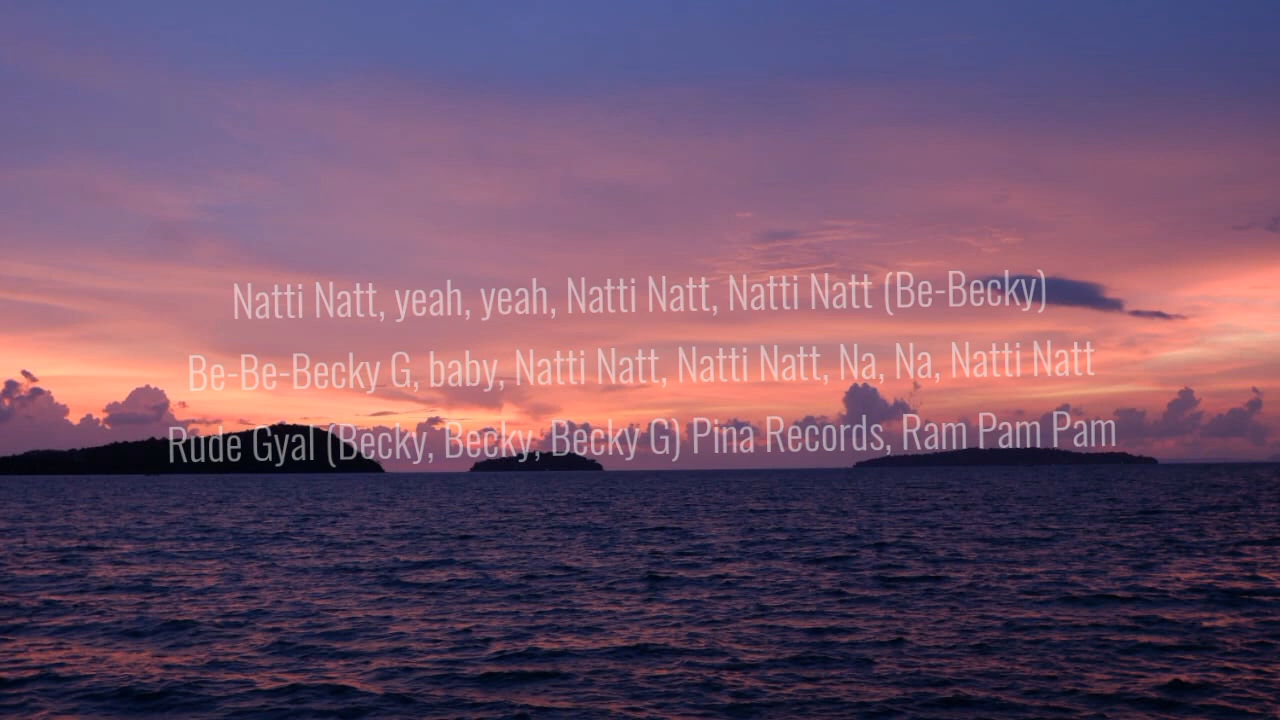 Natti Natt, yeah, yeah, Natti Natt, Natti Natt (Be-Becky)
Be-Be-Becky G, baby, Natti Natt, Natti Natt, Na, Na, Natti Natt
Rude Gyal (Becky, Becky, Becky G) Pina Records, Ram Pam Pam